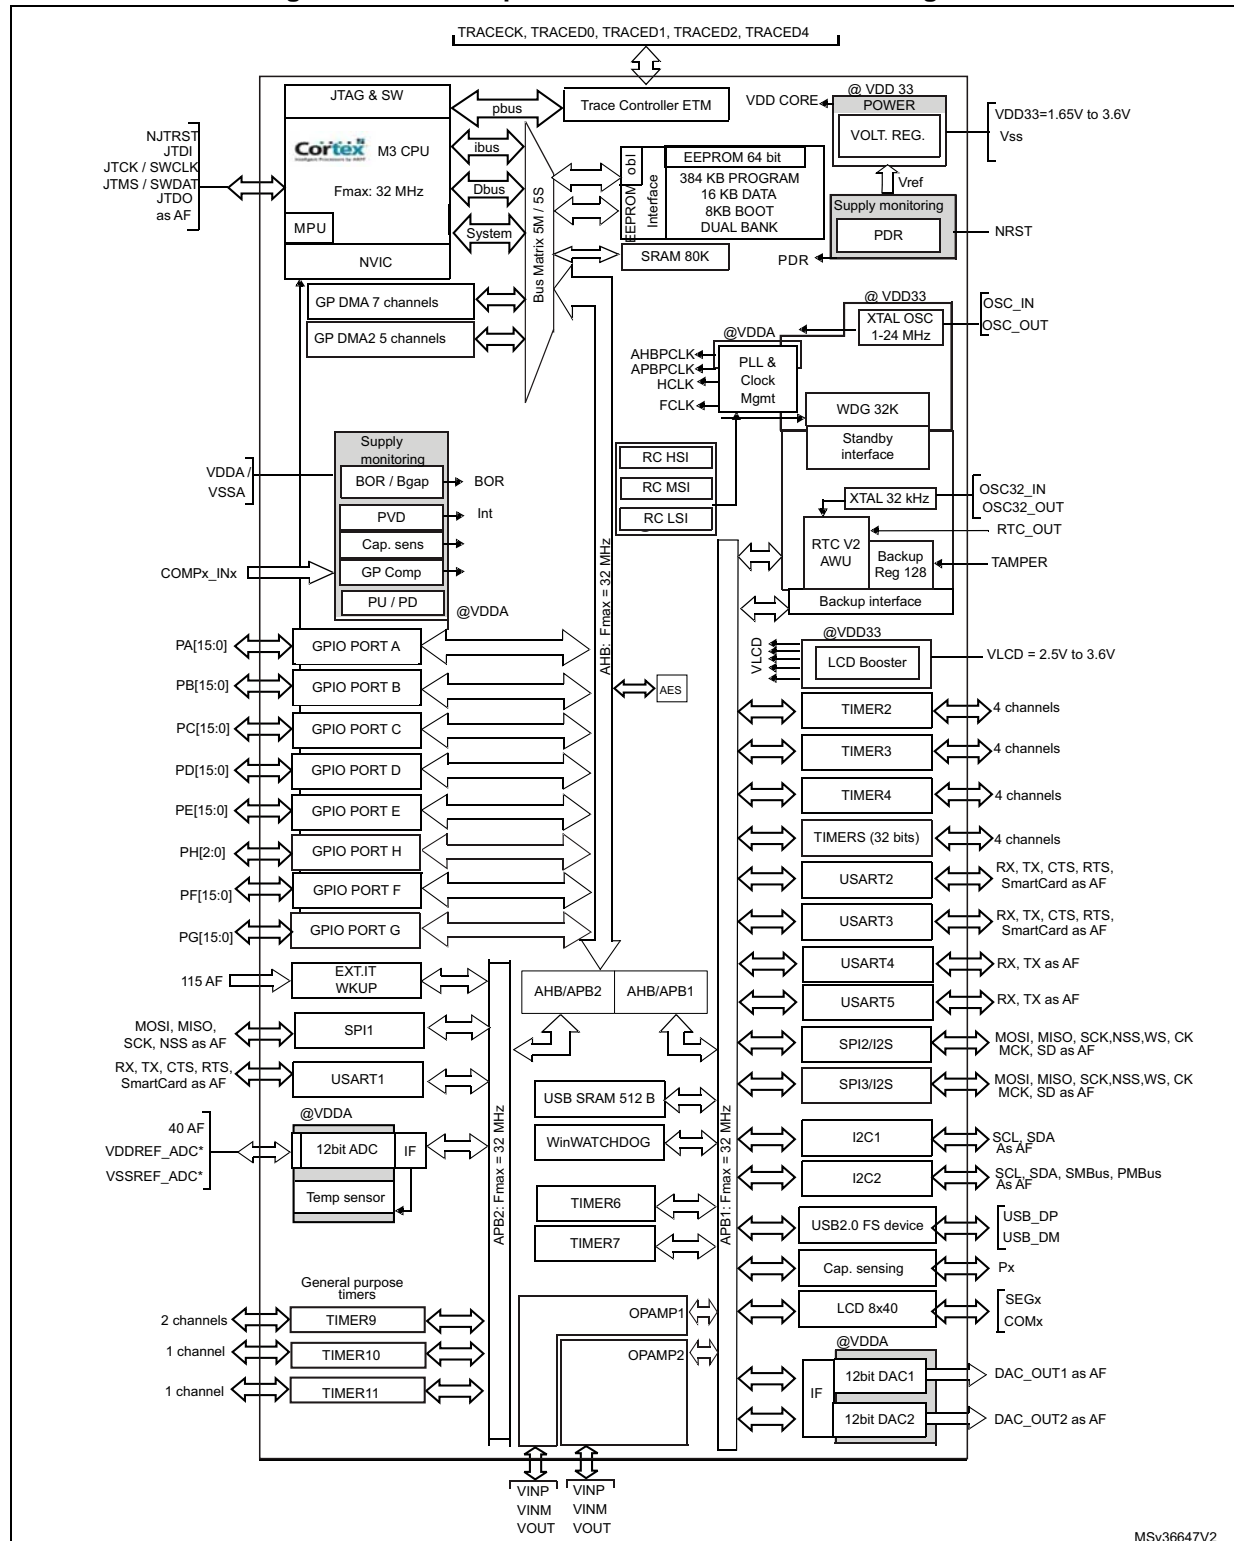 TRACECK, TRACED0, TRACED1, TRACED2, TRACED4
JTAG & SW
pbus
Trace Controller ETM
VDD CORE
@ VDD 33
POWER
VOLT. REG.
VDD33=1.65V to 3.6V
Vss
NJTRST
JTDI
JTCK / SWCLK
JTMS / SWDAT
JTDO
as AF
Cortex
M3 CPU
Fmax: 32 MHz
MPU
NVIC
ibus
Dbus
System
Bus Matrix 5M / 5S
EEPROM
Interface
obl
EEPROM 64 bit
384 KB PROGRAM
16 KB DATA
8KB BOOT
DUAL BANK
SRAM 80K
Vref
Supply monitoring
PDR
NRST
PDR
GP DMA 7 channels
GP DMA2 5 channels
@ VDD33
XTAL OSC
1-24 MHz
OSC_IN
OSC_OUT
@VDDA
PLL &
Clock
Mgmt
AHBPCLK
APBPCLK
HCLK
FCLK
WDG 32K
Standby
interface
RC HSI
RC MSI
RC LSI
Supply
monitoring
BOR / Bgap
PVD
Cap. sens
GP Comp
PU / PD
BOR
Int
@VDDA
VDDA /
VSSA
COMPx_INx
XTAL 32 kHz
OSC32_IN
OSC32_OUT
RTC V2
AWU
Backup
Reg 128
RTC_OUT
TAMPER
Backup interface
@VDD33
LCD Booster
VLCD
VLCD = 2.5V to 3.6V
AHB: Fmax = 32 MHz
AES
PA[15:0]
GPIO PORT A
PB[15:0]
GPIO PORT B
PC[15:0]
GPIO PORT C
PD[15:0]
GPIO PORT D
PE[15:0]
GPIO PORT E
PH[2:0]
GPIO PORT H
PF[15:0]
GPIO PORT F
PG[15:0]
GPIO PORT G
115 AF
EXT.IT
WKUP
MOSI, MISO,
SCK, NSS as AF
SPI1
RX, TX, CTS, RTS,
SmartCard as AF
USART1
@VDDA
40 AF
VDDREF_ADC*
VSSREF_ADC*
12bit ADC
IF
Temp sensor
General purpose
timers
2 channels
TIMER9
1 channel
TIMER10
1 channel
TIMER11
APB2: Fmax = 32 MHz
AHB/APB2
AHB/APB1
USB SRAM 512 B
WinWATCHDOG
TIMER6
TIMER7
OPAMP1
OPAMP2
VINP
VINM
VOUT
VINP
VINM
VOUT
APB1: Fmax = 32 MHz
TIMER2
4 channels
TIMER3
4 channels
TIMER4
4 channels
TIMERS (32 bits)
4 channels
USART2
RX, TX, CTS, RTS,
SmartCard as AF
USART3
RX, TX, CTS, RTS,
SmartCard as AF
USART4
RX, TX as AF
USART5
RX, TX as AF
SPI2/I2S
MOSI, MISO, SCK,NSS,WS, CK
MCK, SD as AF
SPI3/I2S
MOSI, MISO, SCK,NSS,WS, CK
MCK, SD as AF
I2C1
SCL, SDA
As AF
I2C2
SCL, SDA, SMBus, PMBus
As AF
USB2.0 FS device
USB_DP
USB_DM
Cap. sensing
Px
LCD 8x40
SEGx
COMx
@VDDA
IF
12bit DAC1
DAC_OUT1 as AF
12bit DAC2
DAC_OUT2 as AF
MSv36647V2